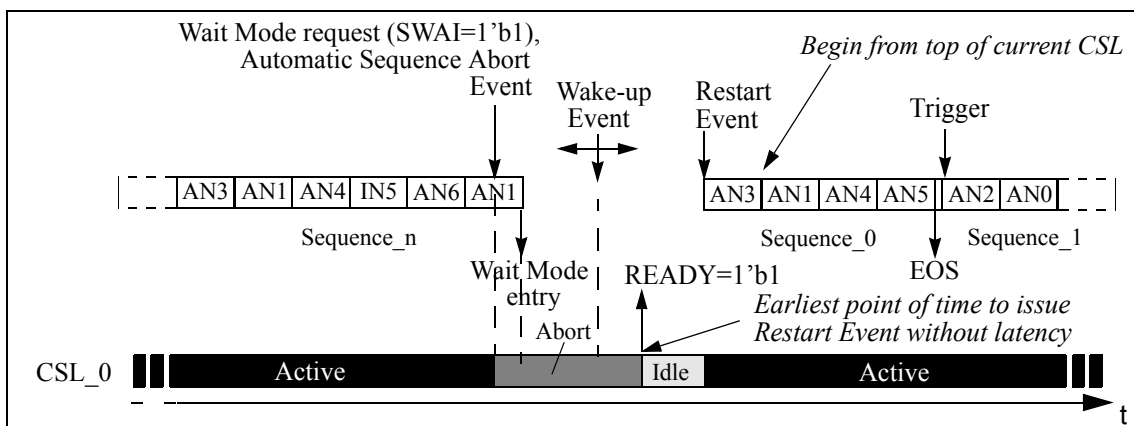 Wait Mode request (SWAI=1’b1),
Automatic Sequence Abort
Event
Begin from top of current CSL
Wake-up
Event
Restart
Event
Trigger
AN3 AN1 AN4 IN5 AN6 AN1
AN3 AN1 AN4 AN5 AN2 AN0
Sequence_n
Sequence_0
Sequence_1
Wait Mode
entry
READY=1’b1
EOS
Earliest point of time to issue
Restart Event without latency
Abort
CSL_0
Active
Idle
Active
t